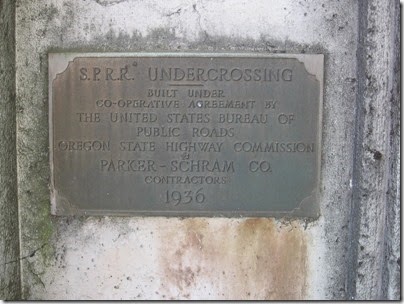 S.P.R.R. UNDERCROSSING
BUILT UNDER
CO-OPERATIVE AGREEMENT BY
THE UNITED STATES BUREAU OF
PUBLIC ROADS
OREGON STATE HIGHWAY COMMISSION
&
PARKER-SCHRAM CO.
CONTRACTORS
1936